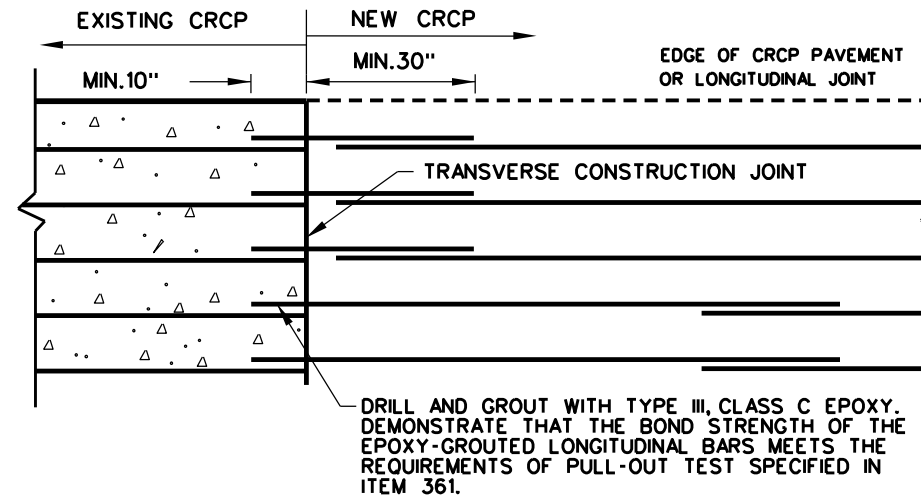 EXISTING CRCP
NEW CRCP
MIN.10"
MIN.30"
EDGE OF CRCP PAVEMENT
OR LONGITUDINAL JOINT
TRANSVERSE CONSTRUCTION JOINT
DRILL AND GROUT WITH TYPE III, CLASS C EPOXY.
DEMONSTRATE THAT THE BOND STRENGTH OF THE
EPOXY-GROUTED LONGITUDINAL BARS MEETS THE
REQUIREMENTS OF PULL-OUT TEST SPECIFIED IN
ITEM 361.